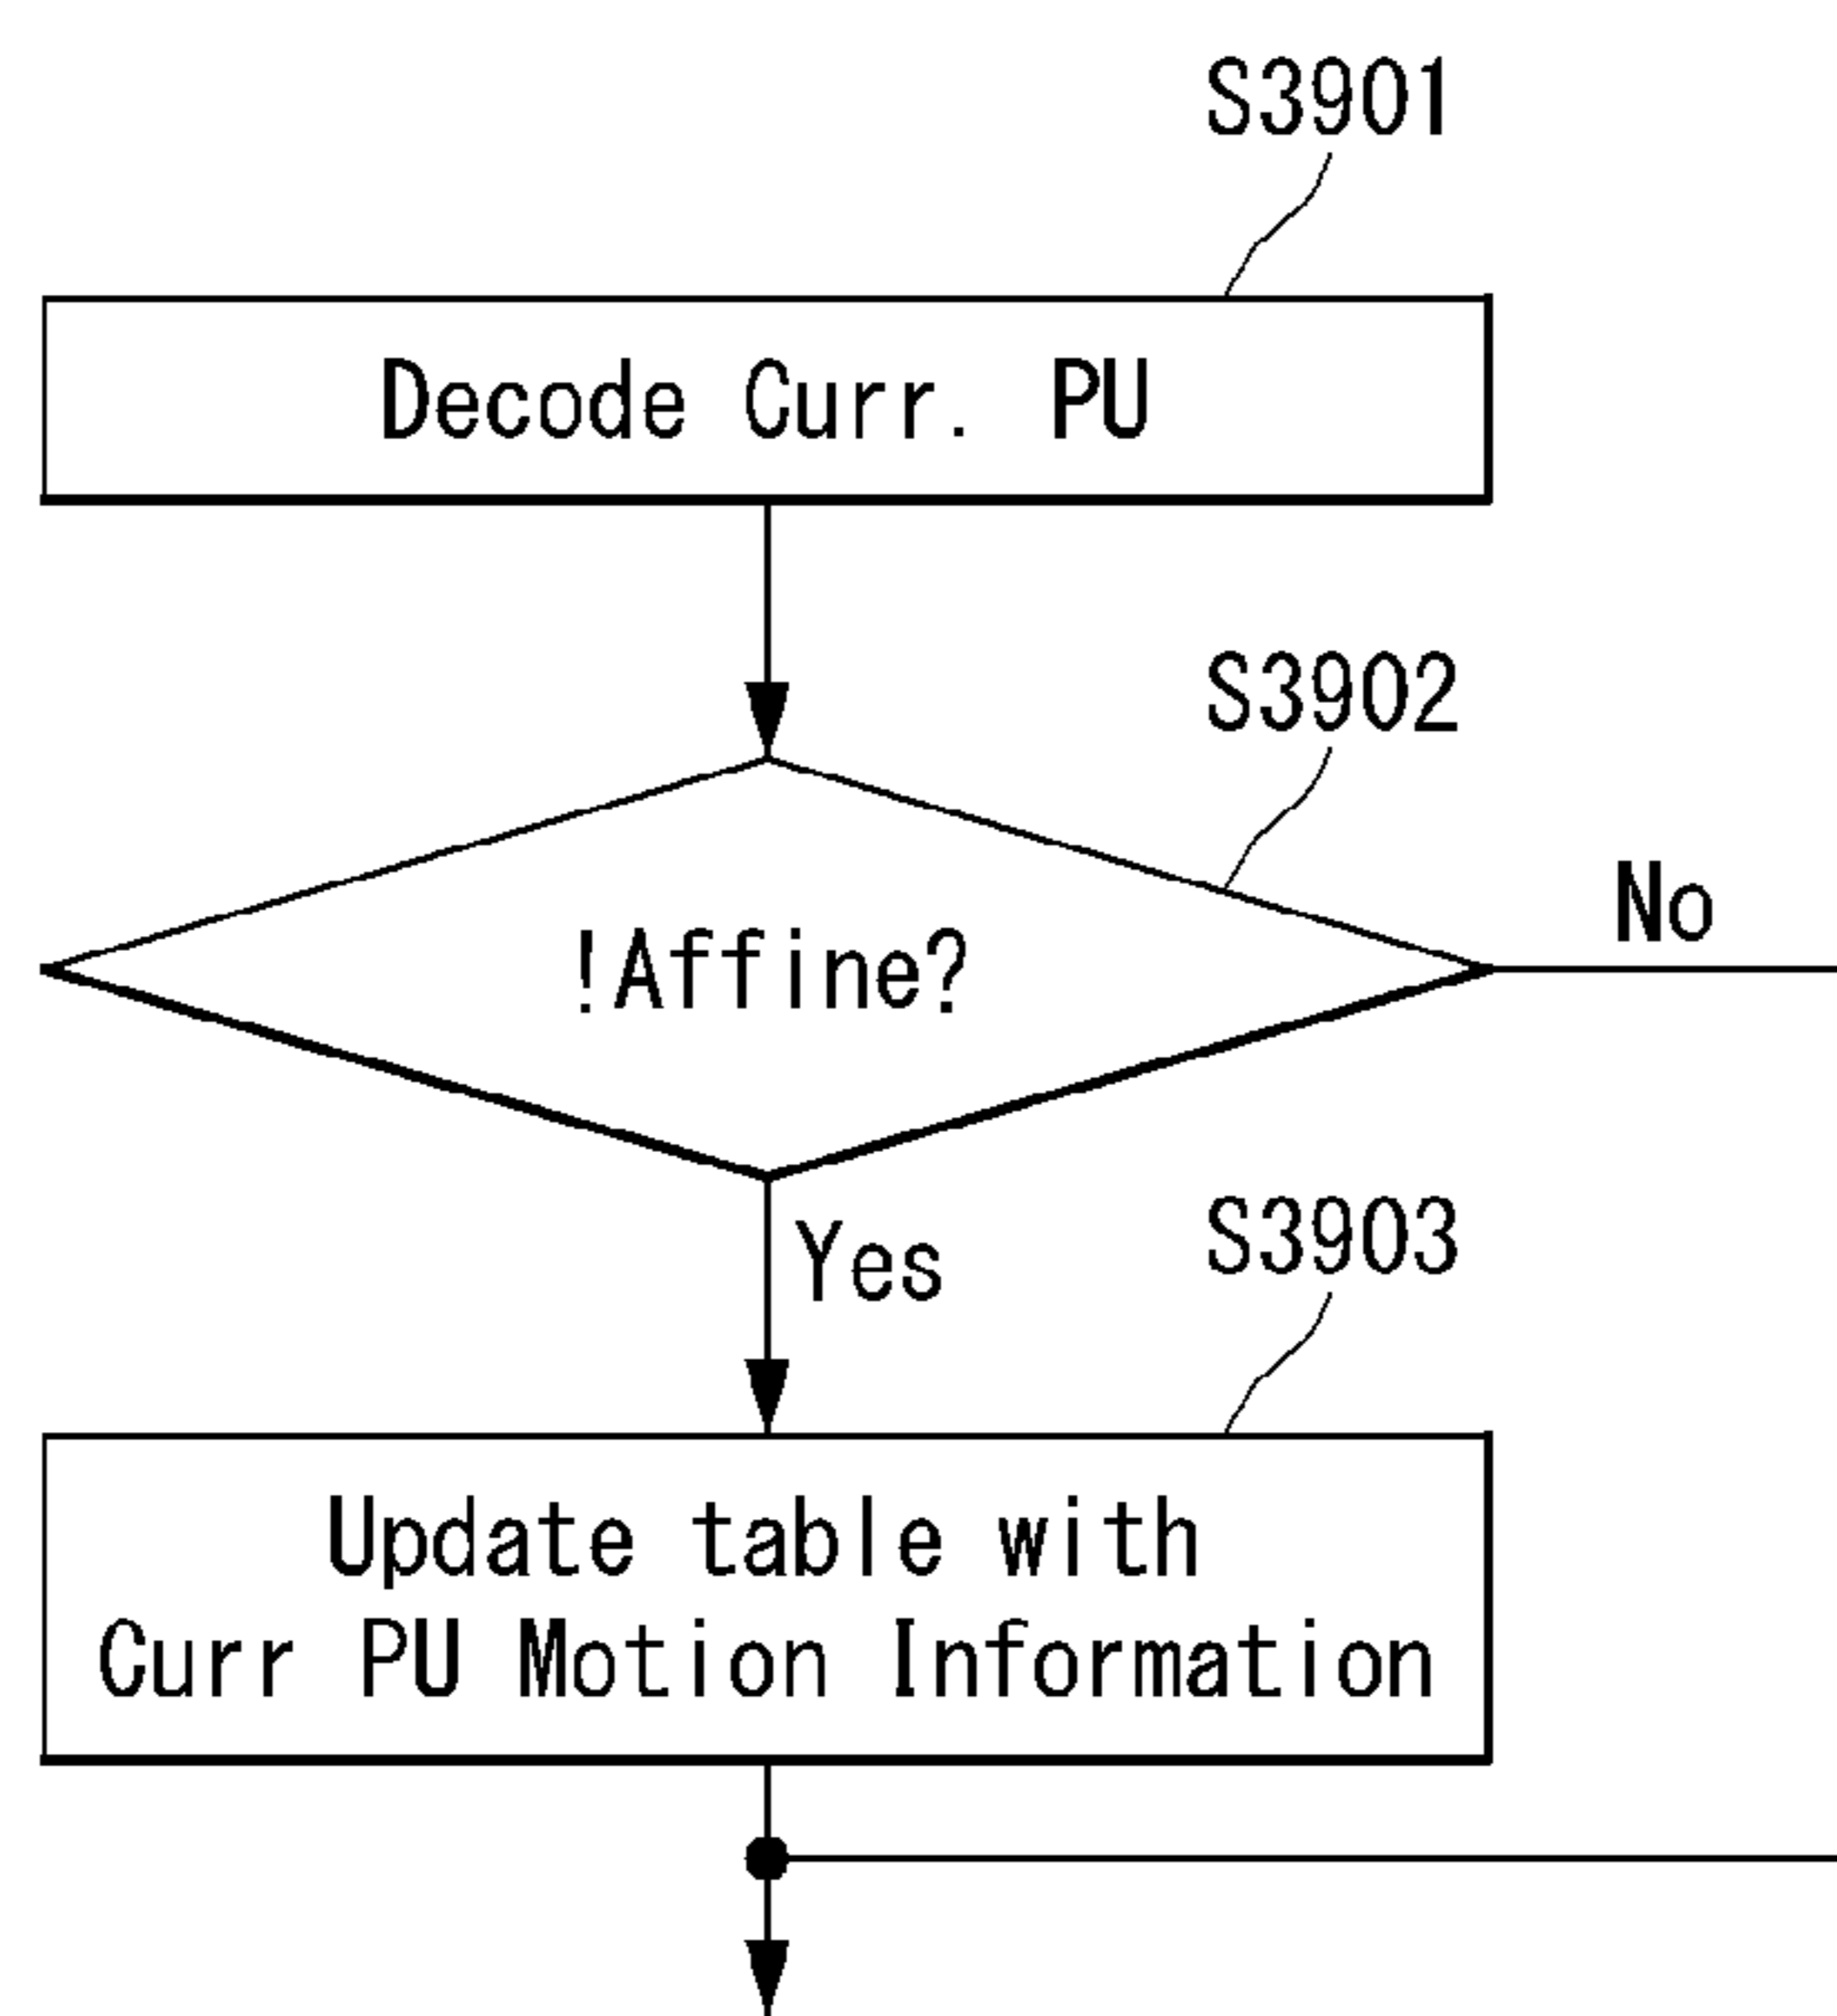 S3901
Decode Curr. PU
S3902
!Affine?
No
Yes
S3903
Update table with
Curr PU Motion Information